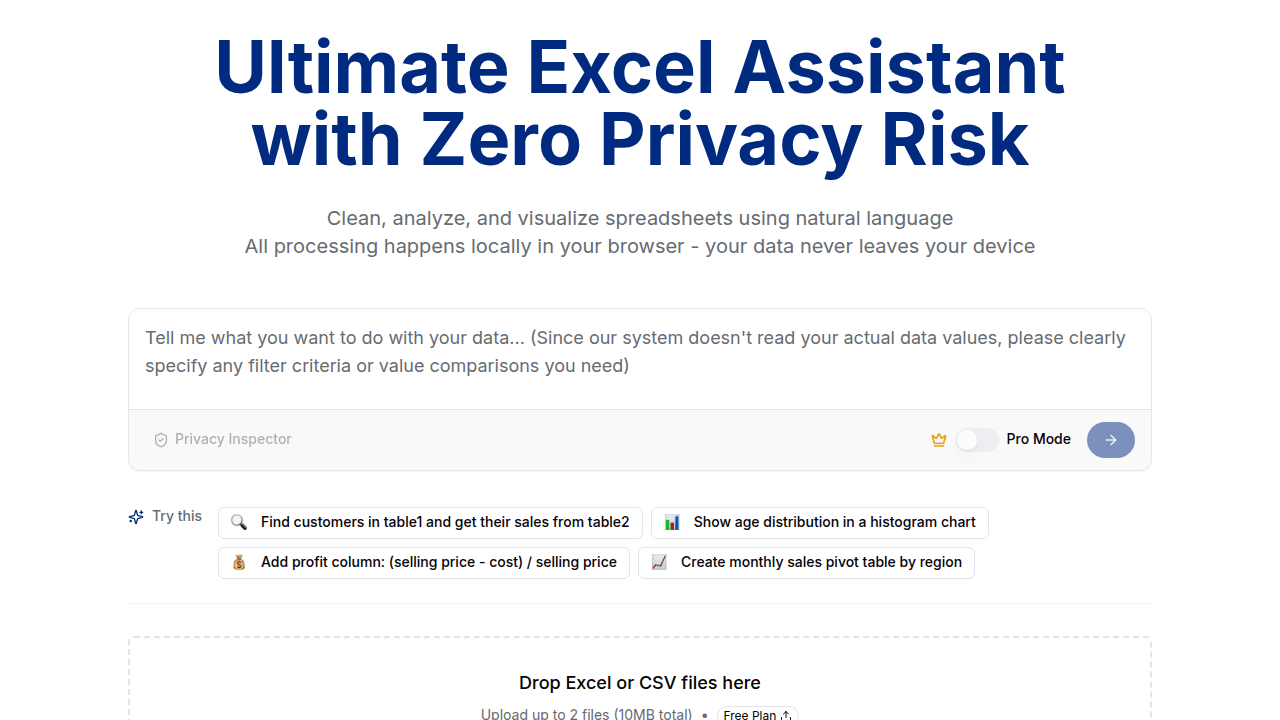 Ultimate Excel Assistant
with Zero Privacy Risk
Clean, analyze, and visualize spreadsheets using natural language
All processing happens locally in your browser - your data never leaves your device
Tell me what you want to do with your data... (Since our system doesn't read your actual data values, please clearly
specify any filter criteria or value comparisons you need)
Privacy Inspector
Pro Mode
Try this
Find customers in table1 and get their sales from table2
Show age distribution in a histogram chart
Add profit column: (selling price - cost) / selling price
Create monthly sales pivot table by region
Drop Excel or CSV files here
Upload up to 2 files (10MB total) • Free Plan